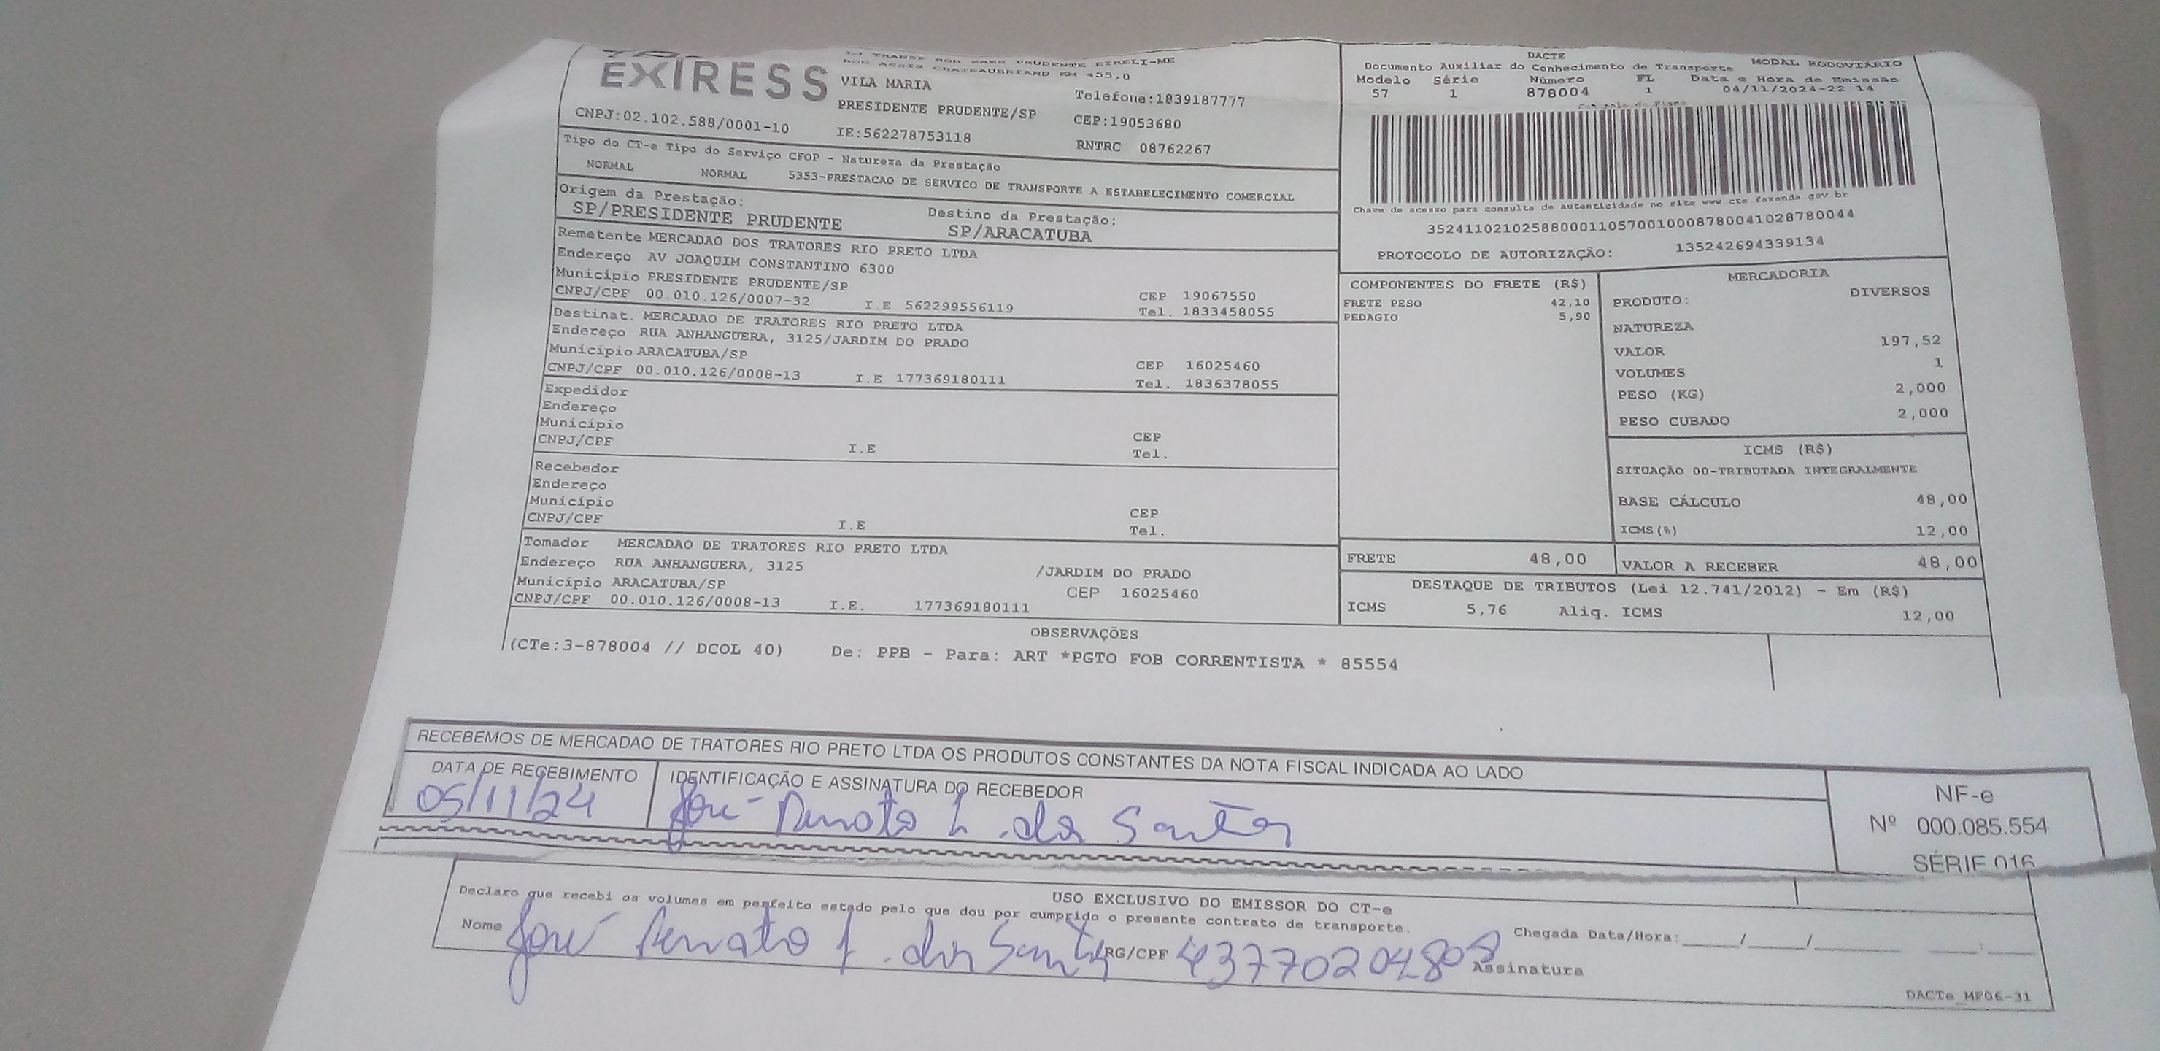 EXIRESS
VILA MARIA
PRESIDENTE PRUDENTE/SP
Telefone:1839187777
CEP:19053680
CNPJ:02.102.588/0001-10
IE:562278753118
RNTRC 08762267
Tipo do CT-e Tipo do Serviço CFOP - Natureza da Prestação
NORMAL NORMAL 5353-PRESTACAO DE SERVICO DE TRANSPORTE A ESTABELECIMENTO COMERCIAL
Origem da Prestação:
SP/PRESIDENTE PRUDENTE
Destino da Prestação:
SP/ARACATUBA
Remetente MERCADAO DOS TRATORES RIO PRETO LTDA
Endereço AV JOAQUIM CONSTANTINO 6300
Município PRESIDENTE PRUDENTE/SP CEP 19067550
CNPJ/CPF 00.010.126/0007-32 I.E 562299556119 Tel. 1833458055
Destinat. MERCADAO DE TRATORES RIO PRETO LTDA
Endereço RUA ANHANGUERA, 3125/JARDIM DO PRADO
Município ARACATUBA/SP CEP 16025460
CNPJ/CPF 00.010.126/0008-13 I.E 177369180111 Tel. 1836378055
Expedidor
Endereço
Município CEP
CNPJ/CPF I.E Tel.
Recebedor
Endereço
Município CEP
CNPJ/CPF I.E Tel.
Tomador MERCADAO DE TRATORES RIO PRETO LTDA
Endereço RUA ANHANGUERA, 3125 /JARDIM DO PRADO
Município ARACATUBA/SP CEP 16025460
CNPJ/CPF 00.010.126/0008-13 I.E. 177369180111
DACTE
Documento Auxiliar do Conhecimento de Transporte MODAL RODOVIÁRIO
Modelo Série Número FL Data e Hora de Emissão
57 1 878004 1 04/11/2024-22:14
Chave de acesso para consulta de autenticidade no site www.cte.fazenda.gov.br
35241102102588000110570010008780041028780044
PROTOCOLO DE AUTORIZAÇÃO: 135242694339134
COMPONENTES DO FRETE (R$)
FRETE PESO 42,10
PEDAGIO 5,90
MERCADORIA
PRODUTO: DIVERSOS
NATUREZA
VALOR 197,52
VOLUMES 1
PESO (KG) 2,000
PESO CUBADO 2,000
ICMS (R$)
SITUAÇÃO 00-TRIBUTADA INTEGRALMENTE
BASE CÁLCULO 48,00
ICMS(%) 12,00
FRETE 48,00
VALOR A RECEBER 48,00
DESTAQUE DE TRIBUTOS (Lei 12.741/2012) - Em (R$)
ICMS 5,76 Aliq. ICMS 12,00
OBSERVAÇÕES
(CTe:3-878004 // DCOL 40) De: PPB - Para: ART *PGTO FOB CORRENTISTA * 85554
RECEBEMOS DE MERCADAO DE TRATORES RIO PRETO LTDA OS PRODUTOS CONSTANTES DA NOTA FISCAL INDICADA AO LADO
DATA DE RECEBIMENTO
05/11/24
IDENTIFICAÇÃO E ASSINATURA DO RECEBEDOR
José Renato L. dos Santos
NF-e
Nº 000.085.554
SÉRIE 016
USO EXCLUSIVO DO EMISSOR DO CT-e
Declaro que recebi os volumes em perfeito estado pelo que dou por cumprido o presente contrato de transporte.
Nome José Renato L. dos Santos RG/CPF 43770204808
Chegada Data/Hora:_____/_____/_______ ____:____
Assinatura
DACTe_MF06-31